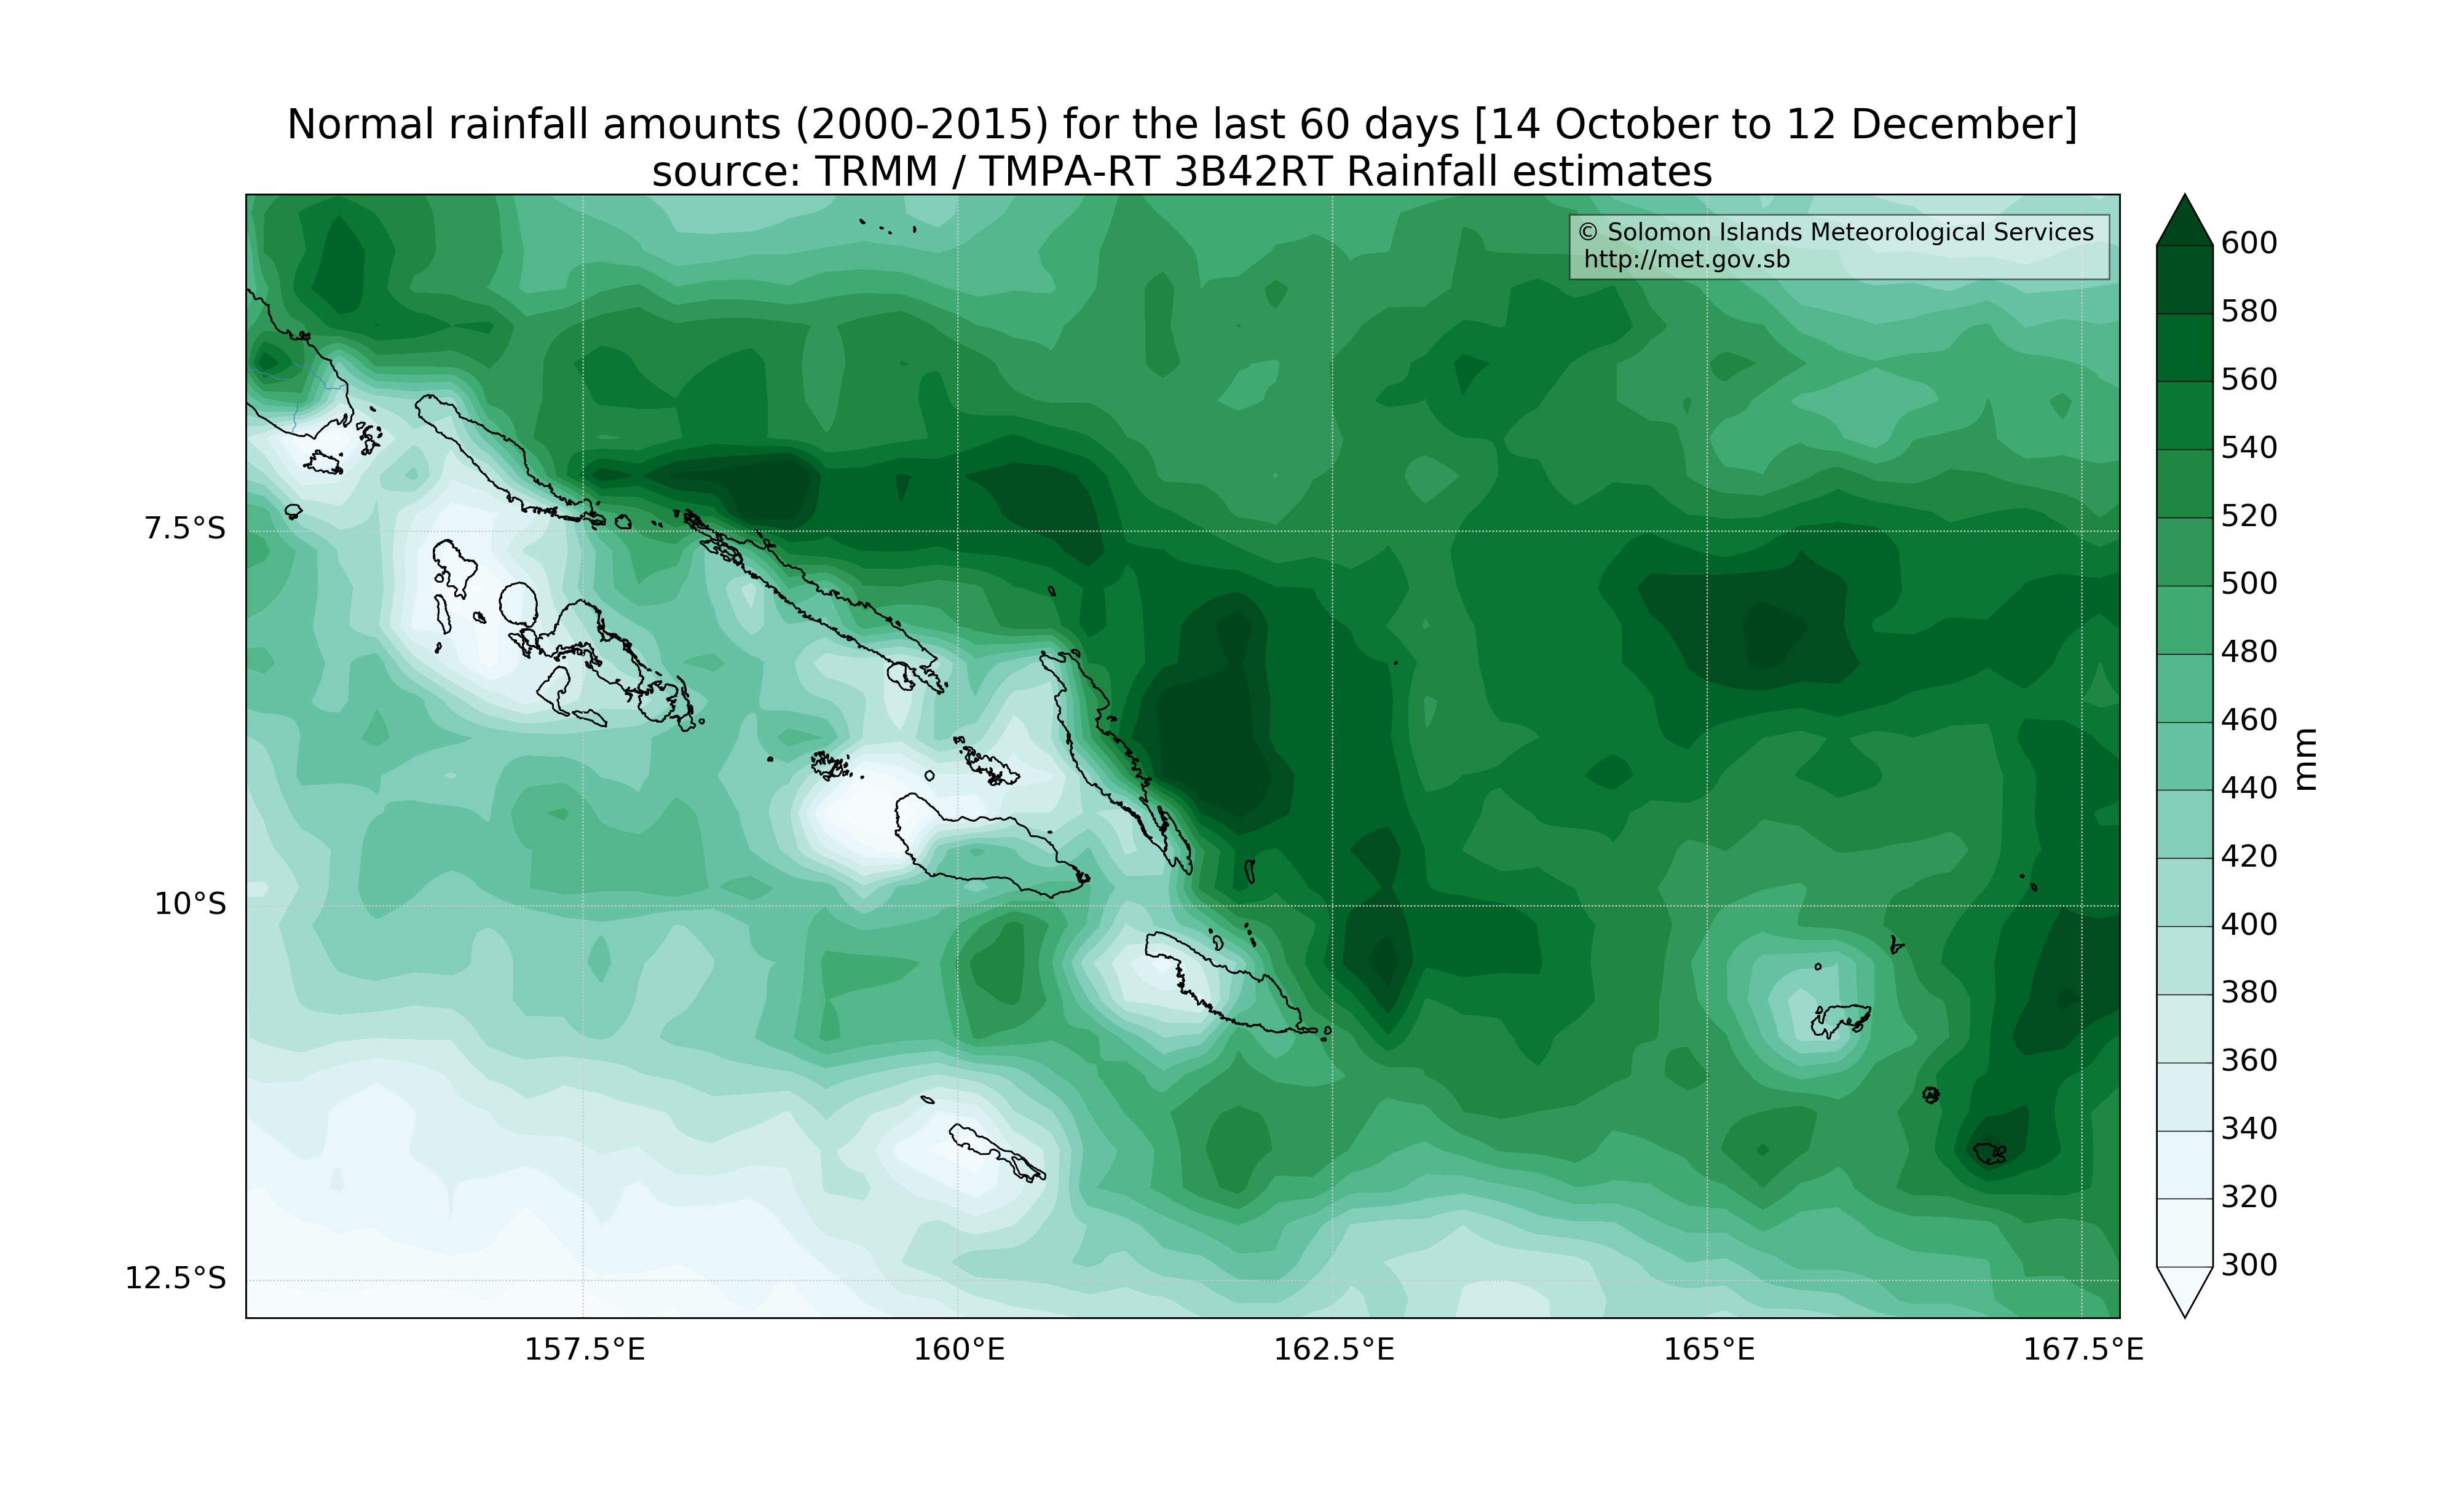 Normal rainfall amounts (2000-2015) for the last 60 days [14 October to 12 December]
source: TRMM / TMPA-RT 3B42RT Rainfall estimates
© Solomon Islands Meteorological Services
http://met.gov.sb
7.5°S
10°S
12.5°S
157.5°E
160°E
162.5°E
165°E
167.5°E
600
580
560
540
520
500
480
460
440
420
400
380
360
340
320
300
mm